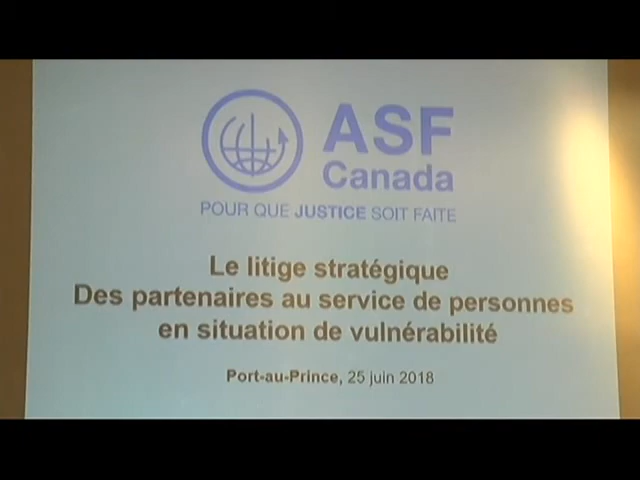 ASF
Canada
POUR QUE JUSTICE SOIT FAITE
Le litige stratégique
Des partenaires au service de personnes
en situation de vulnérabilité
Port-au-Prince, 25 juin 2018